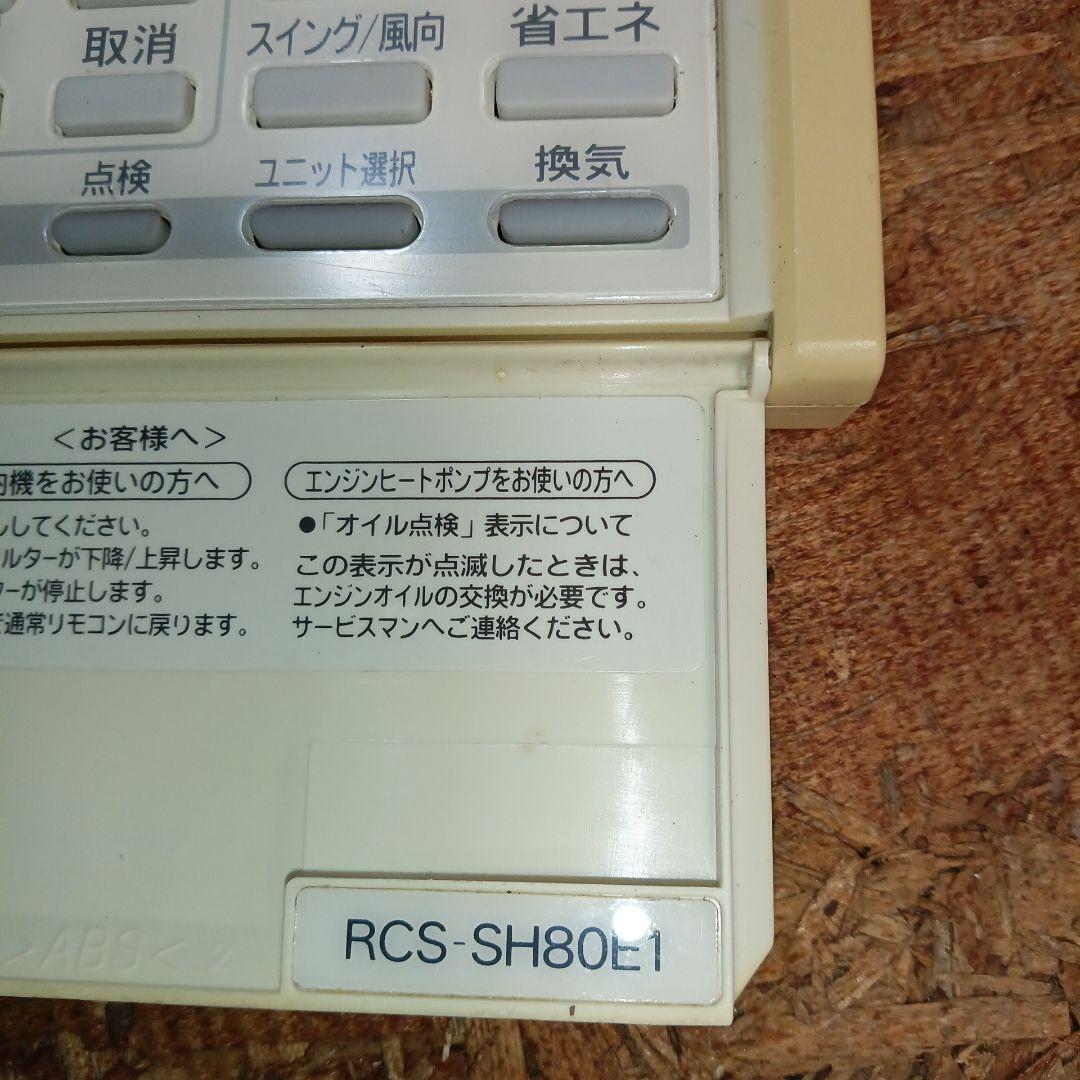 取消
スイング/風向
省エネ
点検
ユニット選択
換気
<お客様へ>
機をお使いの方へ
してください。
ルターが下降/上昇します。
ーが停止します。
通常リモコンに戻ります。
エンジンヒートポンプをお使いの方へ
●「オイル点検」表示について
この表示が点滅したときは、
エンジンオイルの交換が必要です。
サービスマンへご連絡ください。
>ABS<
RCS-SH80E1